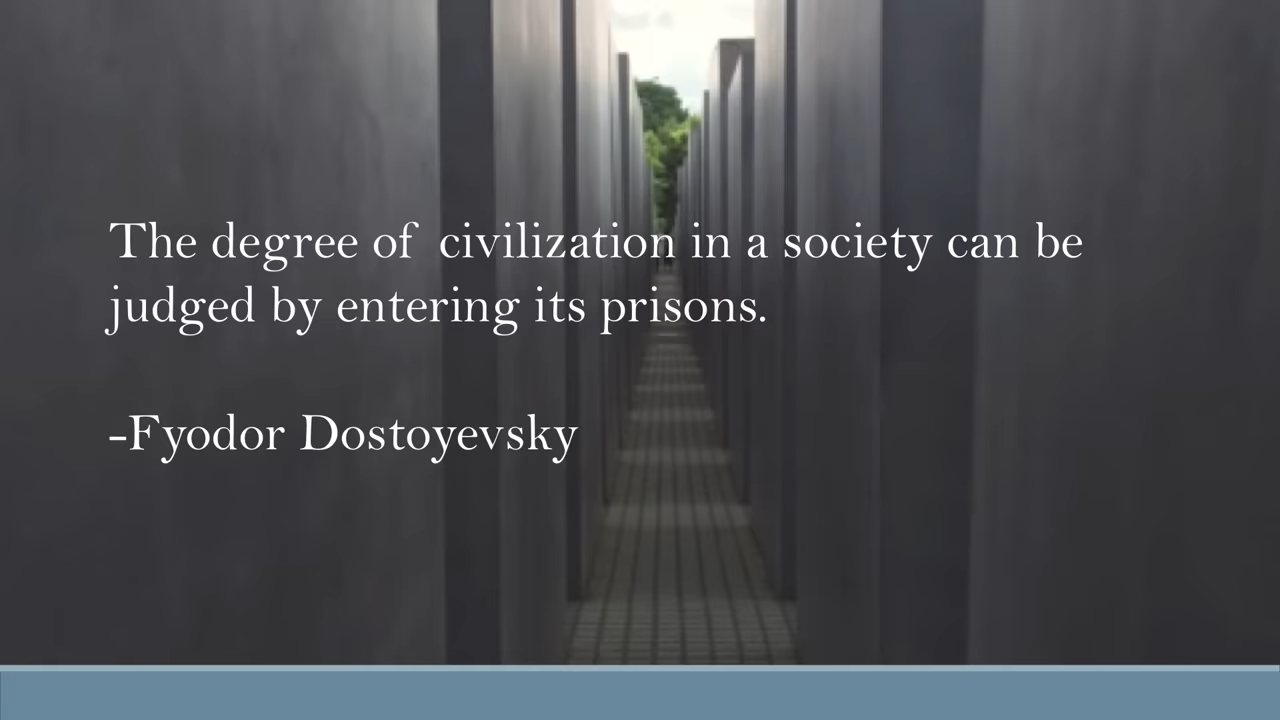 The degree of  civilization in a society can be
judged by entering its prisons.
-Fyodor Dostoyevsky